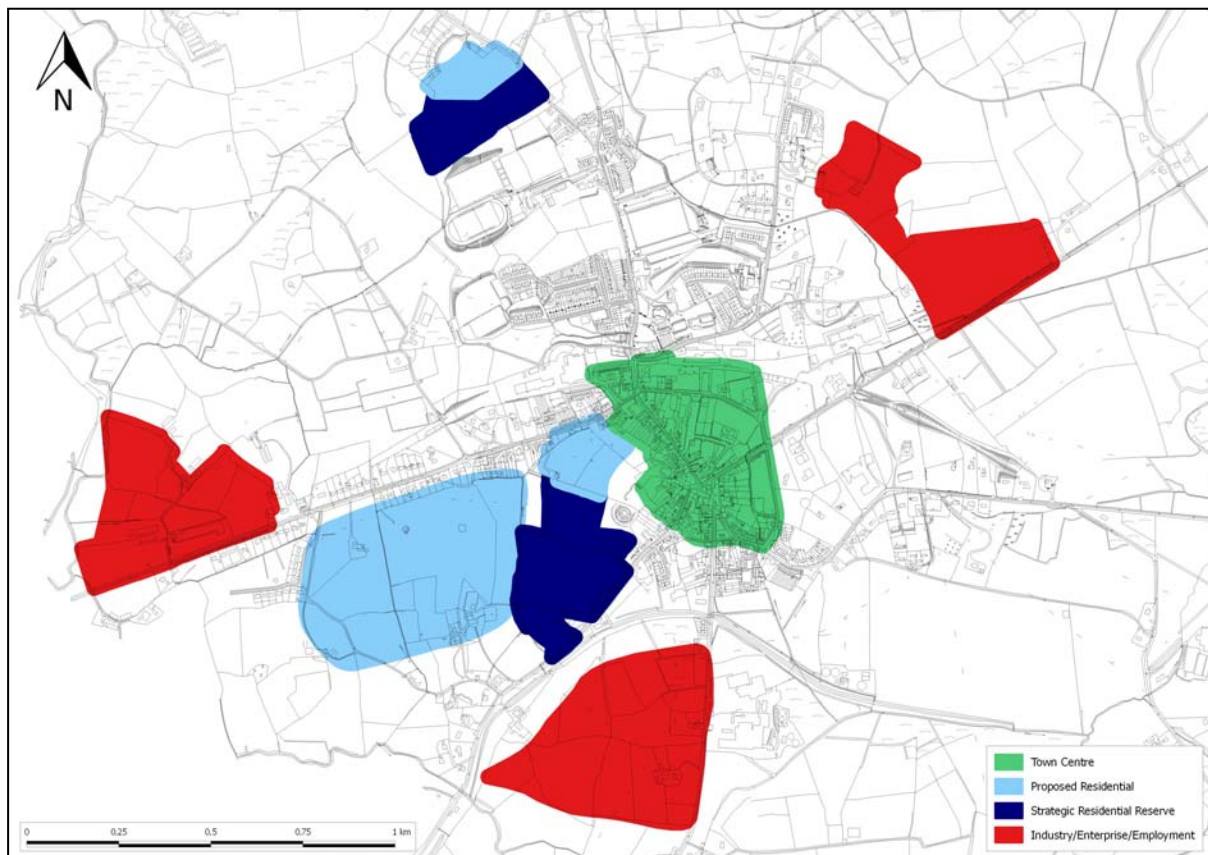 N
Town Centre
Proposed Residential
Strategic Residential Reserve
Industry/Enterprise/Employment
0 0.25 0.5 0.75 1 km